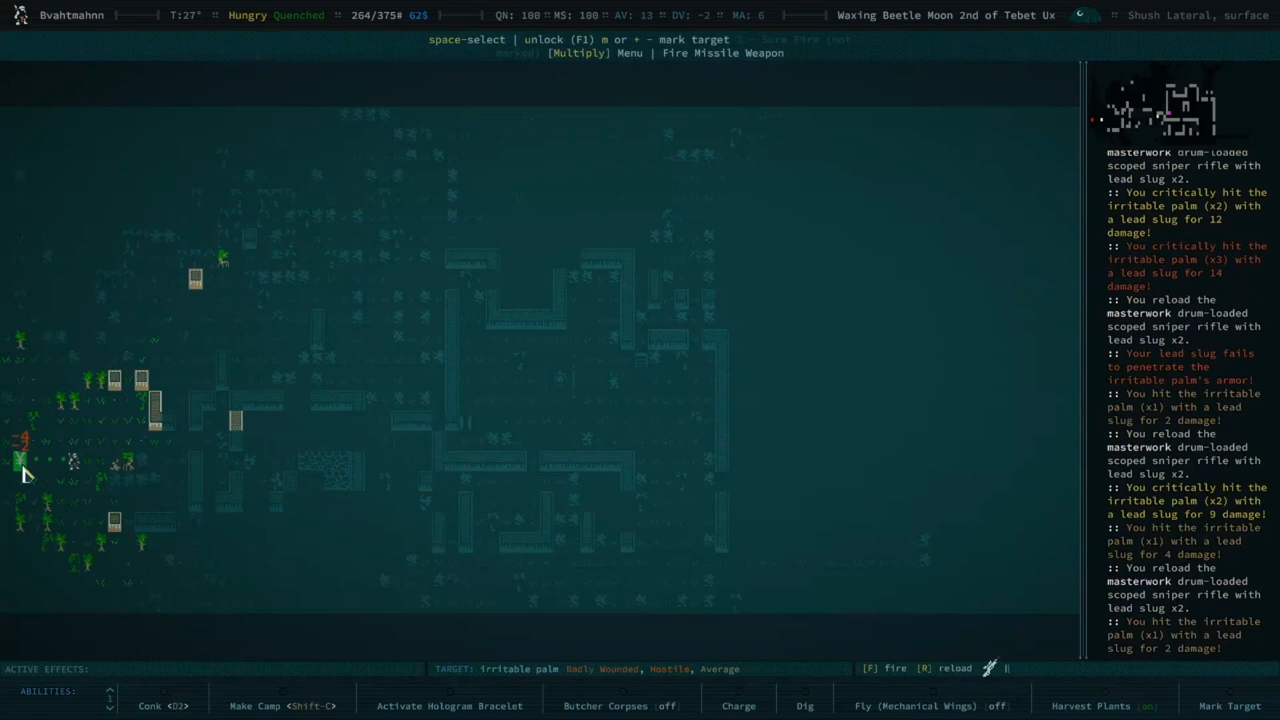 Bvahtmahnn T:27° Hungry Quenched :: 264/375# 62$ QN: 100 :: MS: 100 :: AV: 13 :: DV: -2 :: MA: 6 Waxing Beetle Moon 2nd of Tebet Ux :: Shush Lateral, surface
space-select | unlock (F1) m or + - mark target - Sure Fire (not
marked) [Multiply] Menu | Fire Missile Weapon
masterwork drum-loaded
scoped sniper rifle with
lead slug x2.
:: You critically hit the
irritable palm (x2) with
a lead slug for 12
damage!
:: You critically hit the
irritable palm (x3) with
a lead slug for 14
damage!
:: You reload the
masterwork drum-loaded
scoped sniper rifle with
lead slug x2.
:: Your lead slug fails
to penetrate the
irritable palm's armor!
:: You hit the irritable
palm (x1) with a lead
slug for 2 damage!
:: You reload the
masterwork drum-loaded
scoped sniper rifle with
lead slug x2.
:: You critically hit the
irritable palm (x2) with
a lead slug for 9 damage!
:: You hit the irritable
palm (x1) with a lead
slug for 4 damage!
:: You reload the
masterwork drum-loaded
scoped sniper rifle with
lead slug x2.
:: You hit the irritable
palm (x1) with a lead
slug for 2 damage!
-4
-2
ACTIVE EFFECTS: TARGET: irritable palm Badly Wounded, Hostile, Average [F] fire [R] reload
ABILITIES: 1 Conk <02> Make Camp <Shift-C> Activate Hologram Bracelet Butcher Corpses [off] Charge Dig Fly (Mechanical Wings) [off] Harvest Plants [on] Mark Target